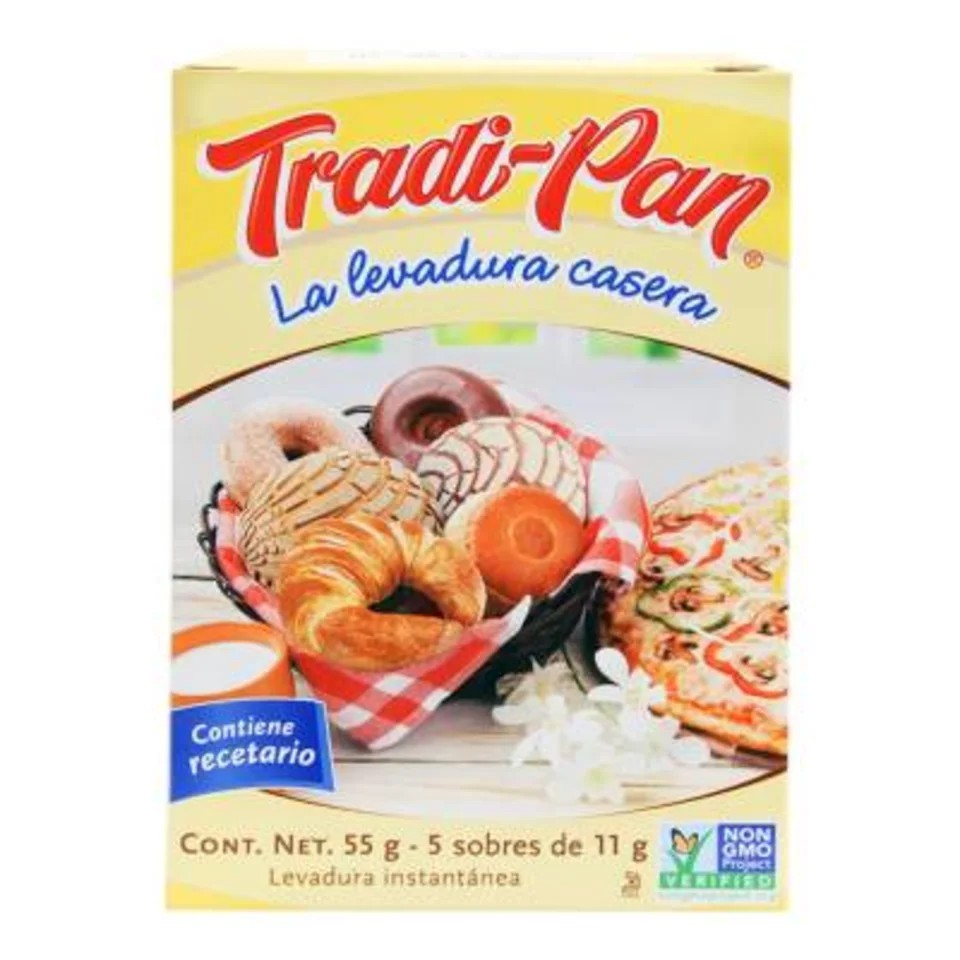 Tradi-Pan®
La levadura casera
Contiene
recetario
CONT. NET. 55 g - 5 sobres de 11 g
Levadura instantánea
NON
GMO
Project
VERIFIED